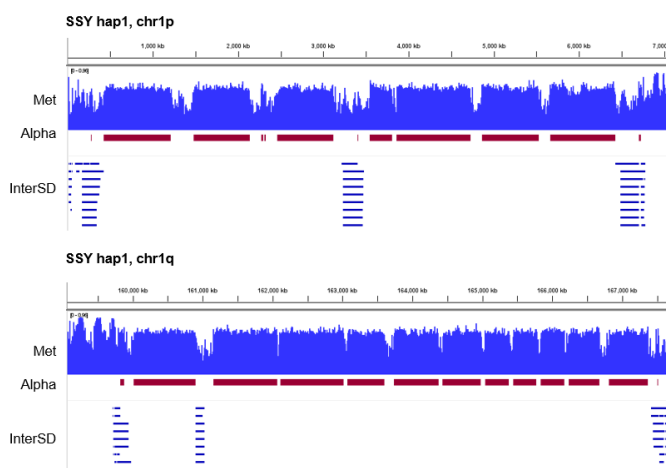 SSY hap1, chr1p
1,000 kb 2,000 kb 3,000 kb 4,000 kb 5,000 kb 6,000 kb 7,00
[0-0.96]
Met
Alpha
InterSD
SSY hap1, chr1q
160,000 kb 161,000 kb 162,000 kb 163,000 kb 164,000 kb 165,000 kb 166,000 kb 167,000 kb
[0-0.96]
Met
Alpha
InterSD